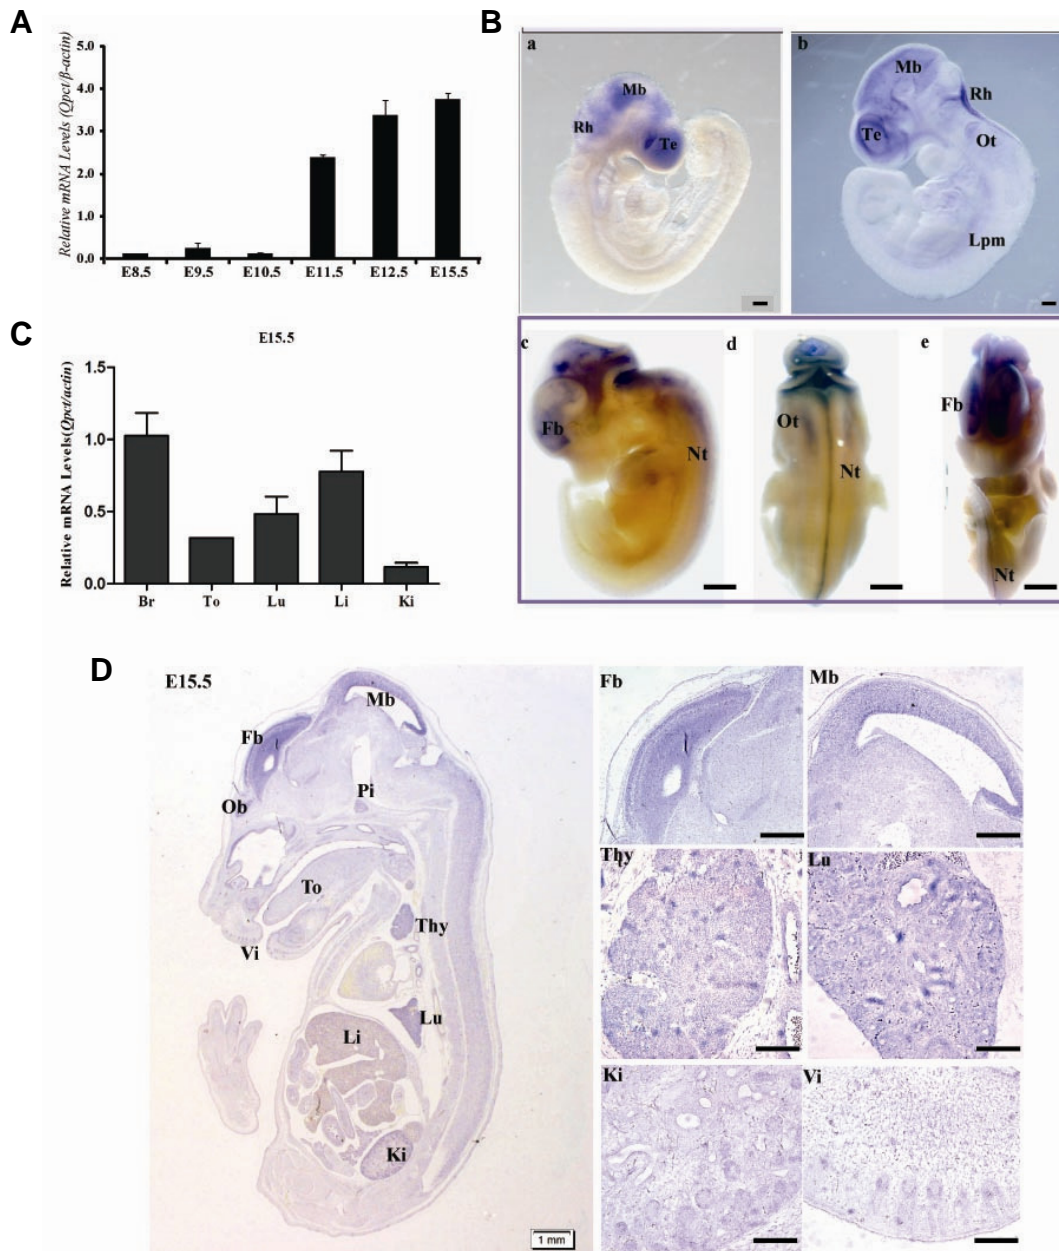 A
Relative mRNA Levels (Qpct/β-actin)
5.0
4.0
3.0
2.0
1.0
0.0
E8.5 E9.5 E10.5 E11.5 E12.5 E15.5
B
a
Mb
Rh
Te
b
Mb
Rh
Te
Ot
Lpm
c
Fb
Nt
d
Ot
Nt
e
Fb
Nt
C
E15.5
Relative mRNA Levels(Qpct/actin)
1.5
1.0
0.5
0.0
Br To Lu Li Ki
D
E15.5
Mb
Fb
Ob
Pi
To
Thy
Vi
Lu
Li
Ki
1 mm
Fb
Mb
Thy
Lu
Ki
Vi